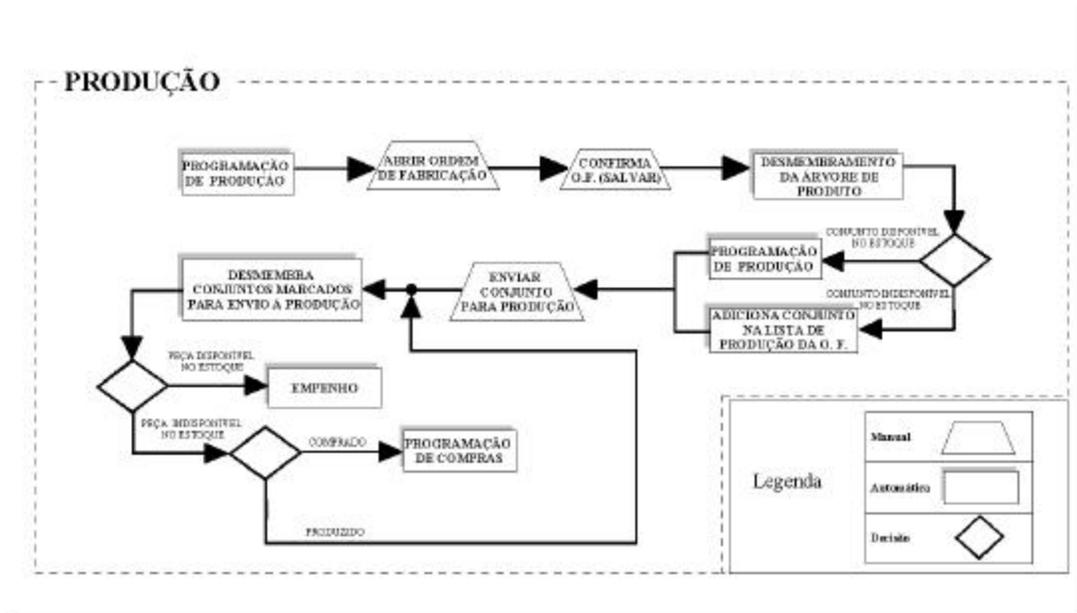 PRODUÇÃO
PROGRAMAÇÃO
DE PRODUÇÃO
ABRIR ORDEM
DE FABRICAÇÃO
CONFIRMA
O.F. (SALVAR)
DESMEMBRAMENTO
DA ÁRVORE DE
PRODUTO
CONJUNTO DISPONÍVEL
NO ESTOQUE
PROGRAMAÇÃO
DE PRODUÇÃO
CONJUNTO INDISPONÍVEL
NO ESTOQUE
ADICIONA CONJUNTO
NA LISTA DE
PRODUÇÃO DA O. F.
ENVIAR
CONJUNTO
PARA PRODUÇÃO
DESMEMBRA
CONJUNTOS MARCADOS
PARA ENVIO À PRODUÇÃO
PEÇA DISPONÍVEL
NO ESTOQUE
EMPENHO
PEÇA INDISPONÍVEL
NO ESTOQUE
COMPRADO
PROGRAMAÇÃO
DE COMPRAS
PRODUZIDO
Legenda
Manual
Automática
Decisão